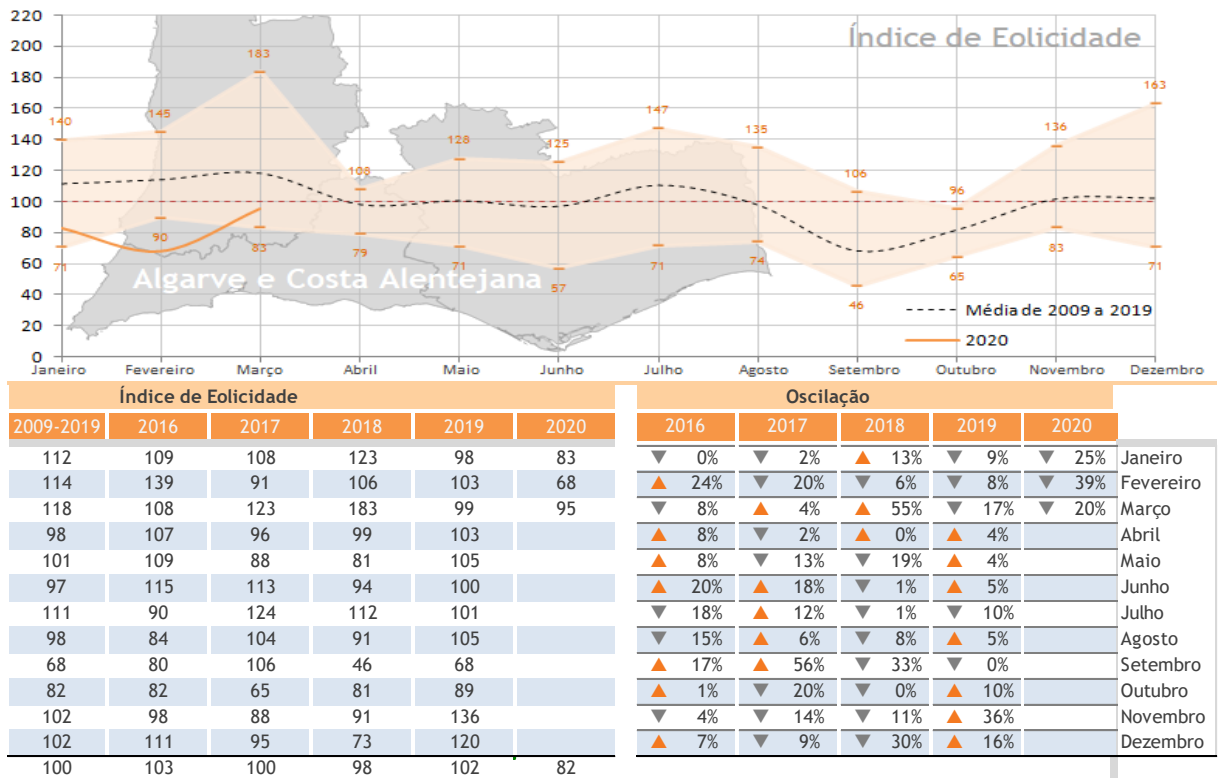 Índice de Eolicidade
220
200
180
160
140
120
100
80
60
40
20
0
140 145 183 108 128 125 147 135 106 96 136 163
71 90 83 79 71 57 71 74 46 65 83 71
Algarve e Costa Alentejana
Média de 2009 a 2019
2020
Janeiro Fevereiro Março Abril Maio Junho Julho Agosto Setembro Outubro Novembro Dezembro
Índice de Eolicidade Oscilação
2009-2019 2016 2017 2018 2019 2020 2016 2017 2018 2019 2020
112 109 108 123 98 83 ▼ 0% ▼ 2% ▲ 13% ▼ 9% ▼ 25% Janeiro
114 139 91 106 103 68 ▲ 24% ▼ 20% ▼ 6% ▼ 8% ▼ 39% Fevereiro
118 108 123 183 99 95 ▼ 8% ▲ 4% ▲ 55% ▼ 17% ▼ 20% Março
98 107 96 99 103 ▲ 8% ▼ 2% ▲ 0% ▲ 4% Abril
101 109 88 81 105 ▲ 8% ▼ 13% ▼ 19% ▲ 4% Maio
97 115 113 94 100 ▲ 20% ▲ 18% ▼ 1% ▲ 5% Junho
111 90 124 112 101 ▼ 18% ▲ 12% ▼ 1% ▼ 10% Julho
98 84 104 91 105 ▼ 15% ▲ 6% ▼ 8% ▲ 5% Agosto
68 80 106 46 68 ▲ 17% ▲ 56% ▼ 33% ▼ 0% Setembro
82 82 65 81 89 ▲ 1% ▼ 20% ▼ 0% ▲ 10% Outubro
102 98 88 91 136 ▼ 4% ▼ 14% ▼ 11% ▲ 36% Novembro
102 111 95 73 120 ▲ 7% ▼ 9% ▼ 30% ▲ 16% Dezembro
100 103 100 98 102 82